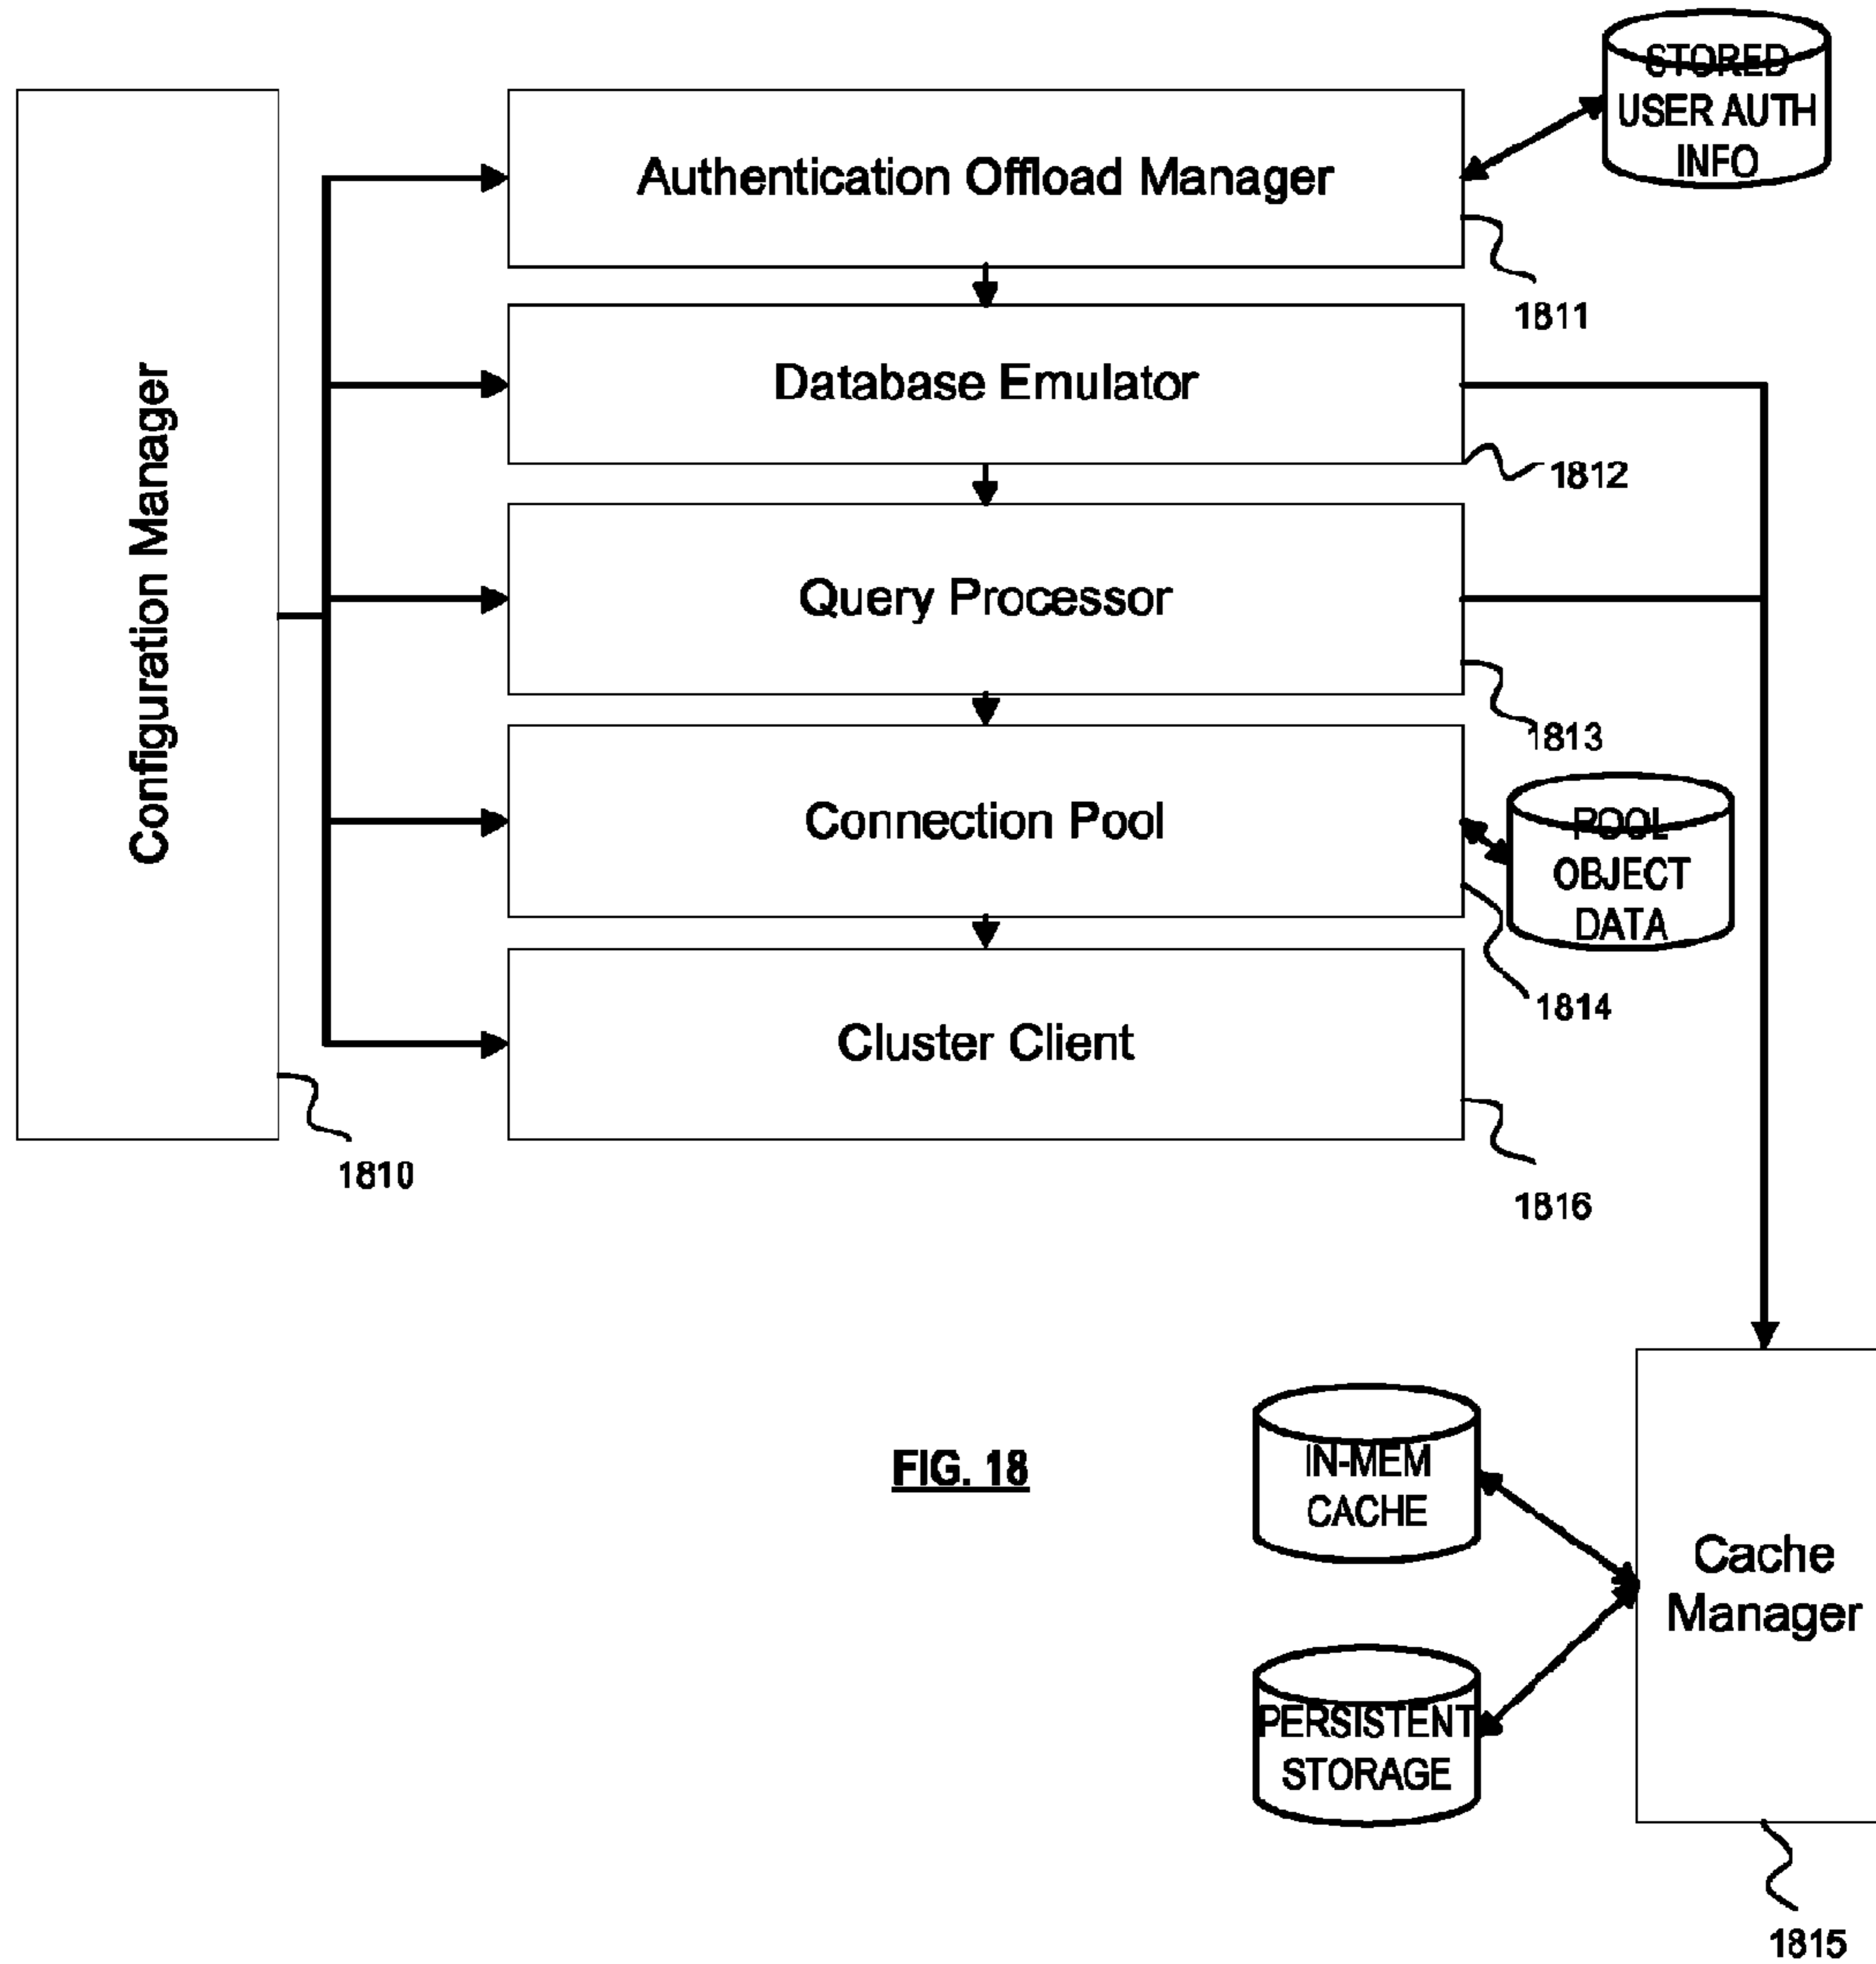 STORED
USER AUTH
INFO
Configuration Manager
Authentication Offload Manager
1811
Database Emulator
1812
Query Processor
1813
Connection Pool
POOL
OBJECT
DATA
1814
Cluster Client
1810
1816
FIG. 18
IN-MEM
CACHE
Cache
Manager
PERSISTENT
STORAGE
1815